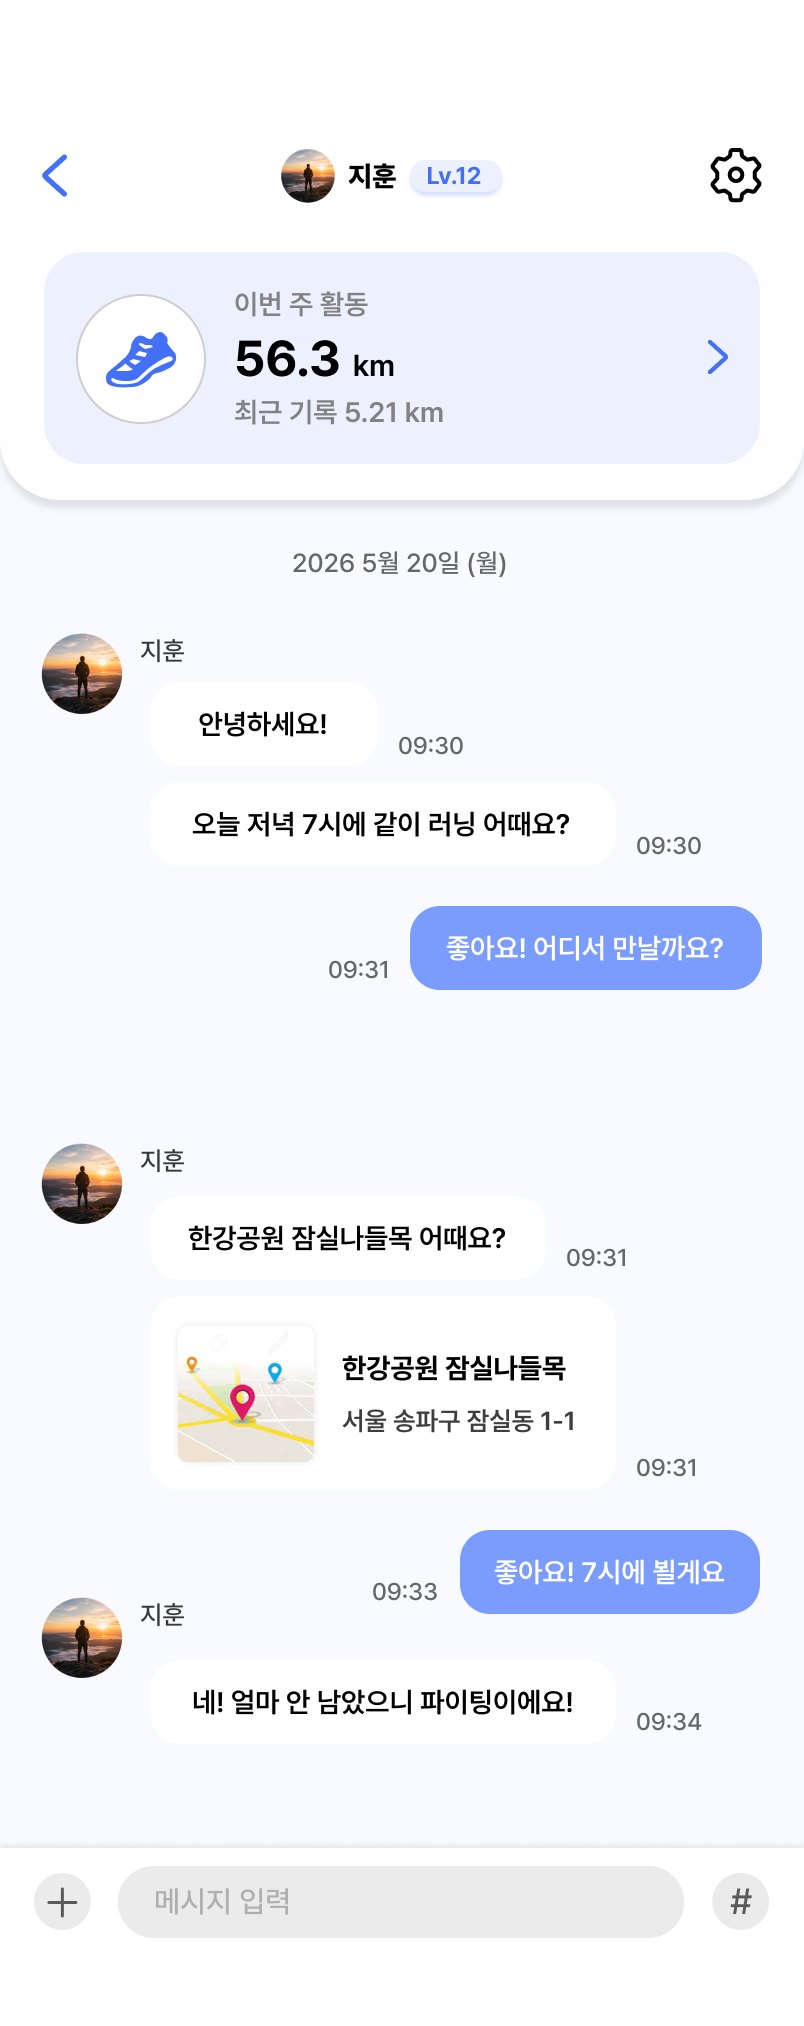 지훈 Lv.12
이번 주 활동
56.3 km
최근 기록 5.21 km
2026 5월 20일 (월)
지훈
안녕하세요!
09:30
오늘 저녁 7시에 같이 러닝 어때요?
09:30
좋아요! 어디서 만날까요?
09:31
지훈
한강공원 잠실나들목 어때요?
09:31
한강공원 잠실나들목
서울 송파구 잠실동 1-1
09:31
좋아요! 7시에 뵐게요
09:33
지훈
네! 얼마 안 남았으니 파이팅이에요!
09:34
메시지 입력
#